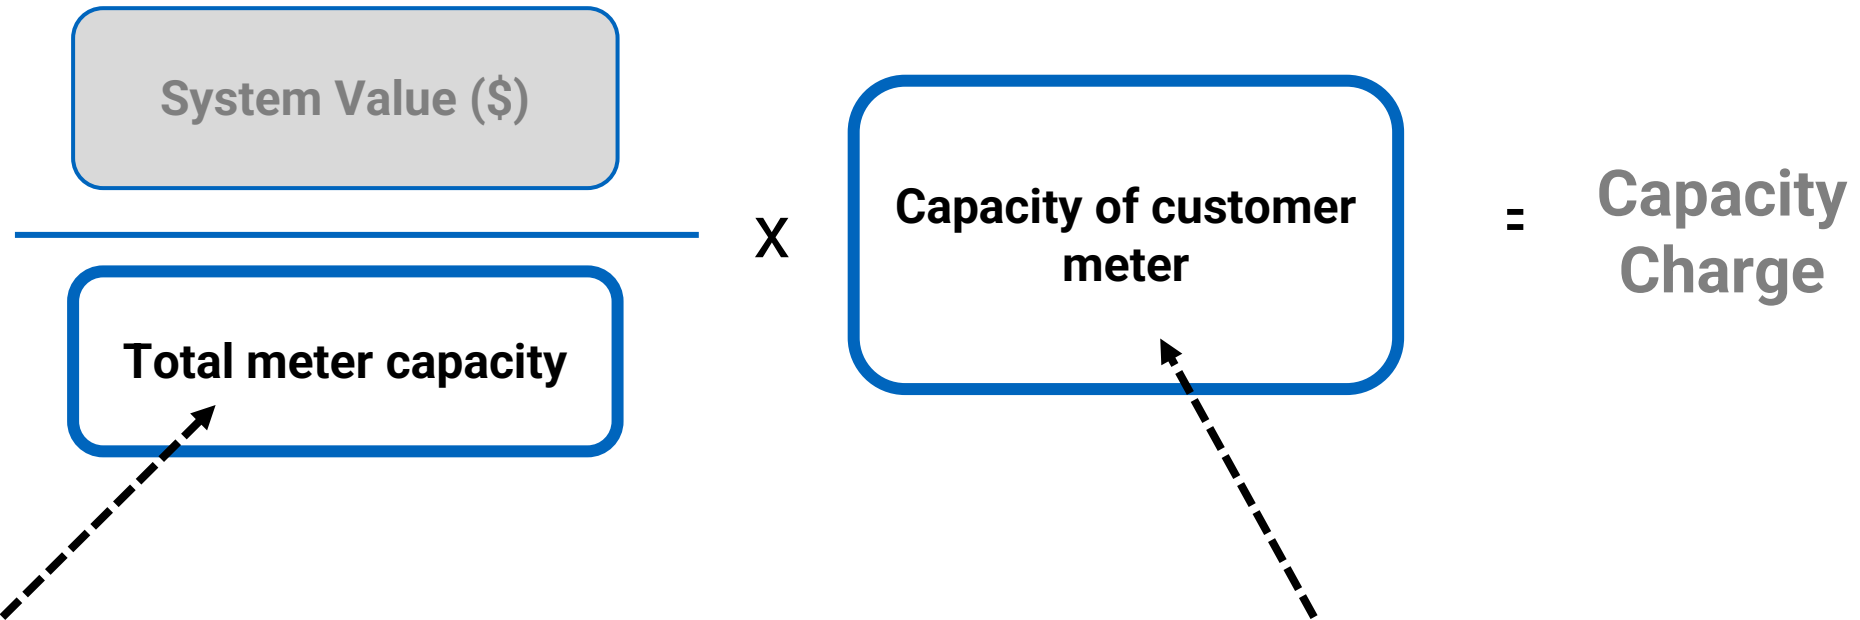 System Value ($)
Total meter capacity
x
Capacity of customer
meter
=
Capacity
Charge